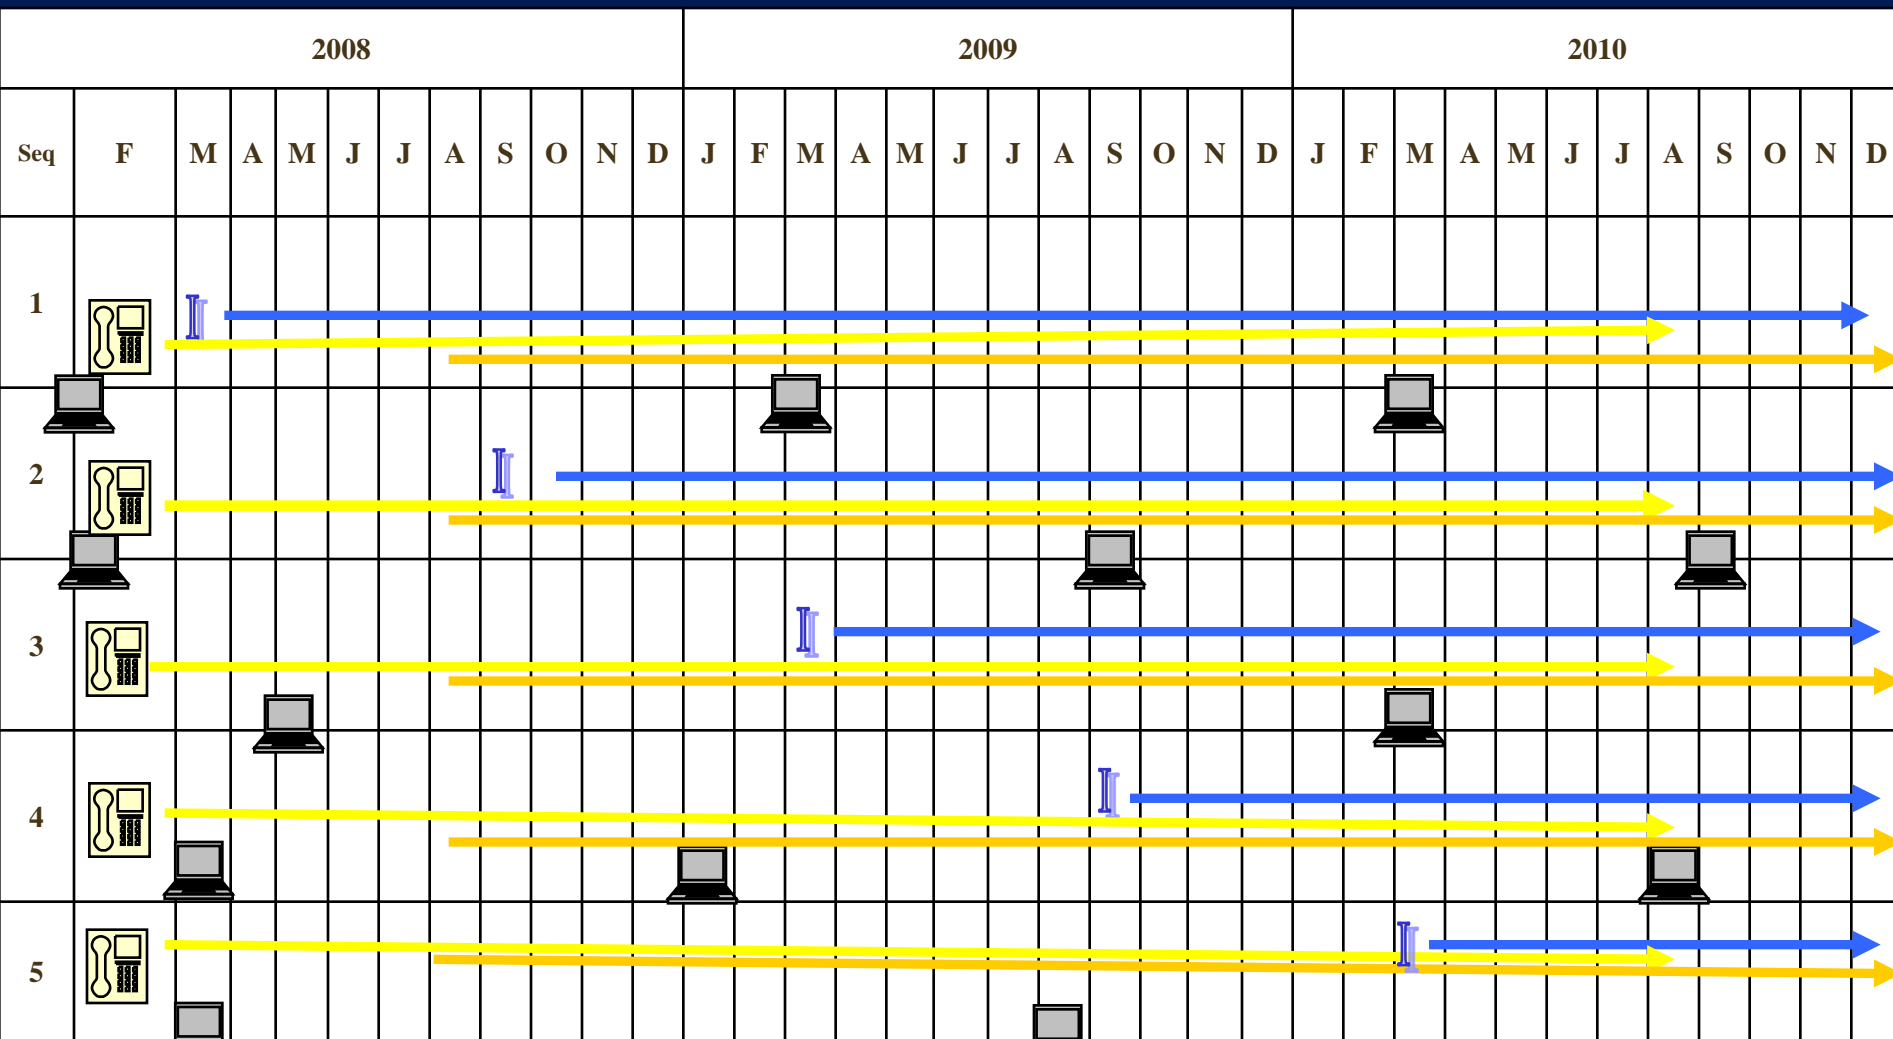 2008 2009 2010
Seq F M A M J J A S O N D J F M A M J J A S O N D J F M A M J J A S O N D
1
I I
2
I I
3
I I
4
I I
5
I I